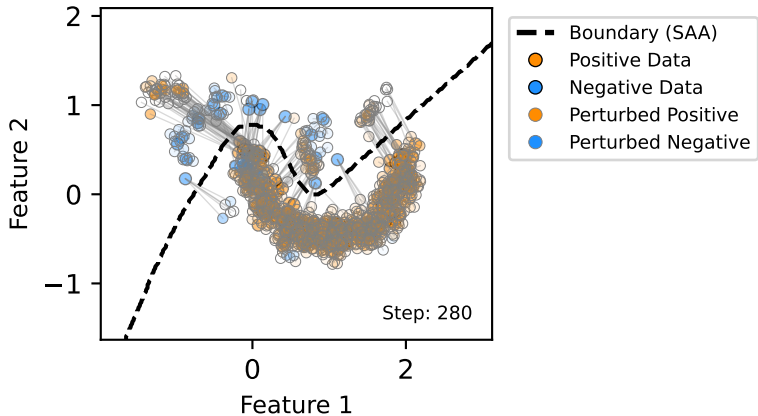 2
1
0
−1
Feature 2
Step: 280
0
2
Feature 1
Boundary (SAA)
Positive Data
Negative Data
Perturbed Positive
Perturbed Negative